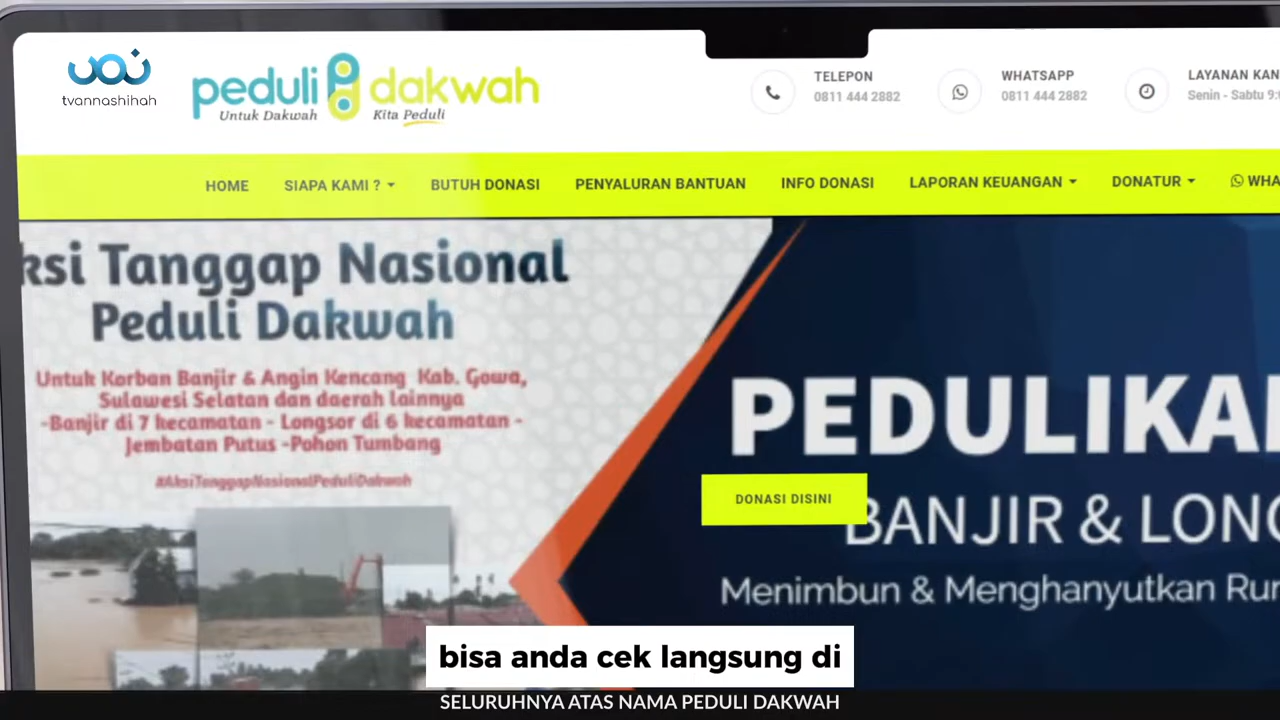 tvannashihah
peduli dakwah
Untuk Dakwah Kita Peduli
TELEPON
0811 444 2882
WHATSAPP
0811 444 2882
LAYANAN KAN
Senin - Sabtu 9:
HOME SIAPA KAMI ? BUTUH DONASI PENYALURAN BANTUAN INFO DONASI LAPORAN KEUANGAN DONATUR WHA
ksi Tanggap Nasional
Peduli Dakwah
Untuk Korban Banjir & Angin Kencang Kab. Gowa,
Sulawesi Selatan dan daerah lainnya
-Banjir di 7 kecamatan - Longsor di 6 kecamatan -
Jembatan Putus -Pohon Tumbang
#AksiTanggapNasionalPeduliDakwah
PEDULIKA
DONASI DISINI
BANJIR & LONG
Menimbun & Menghanyutkan Ru
bisa anda cek langsung di
SELURUHNYA ATAS NAMA PEDULI DAKWAH